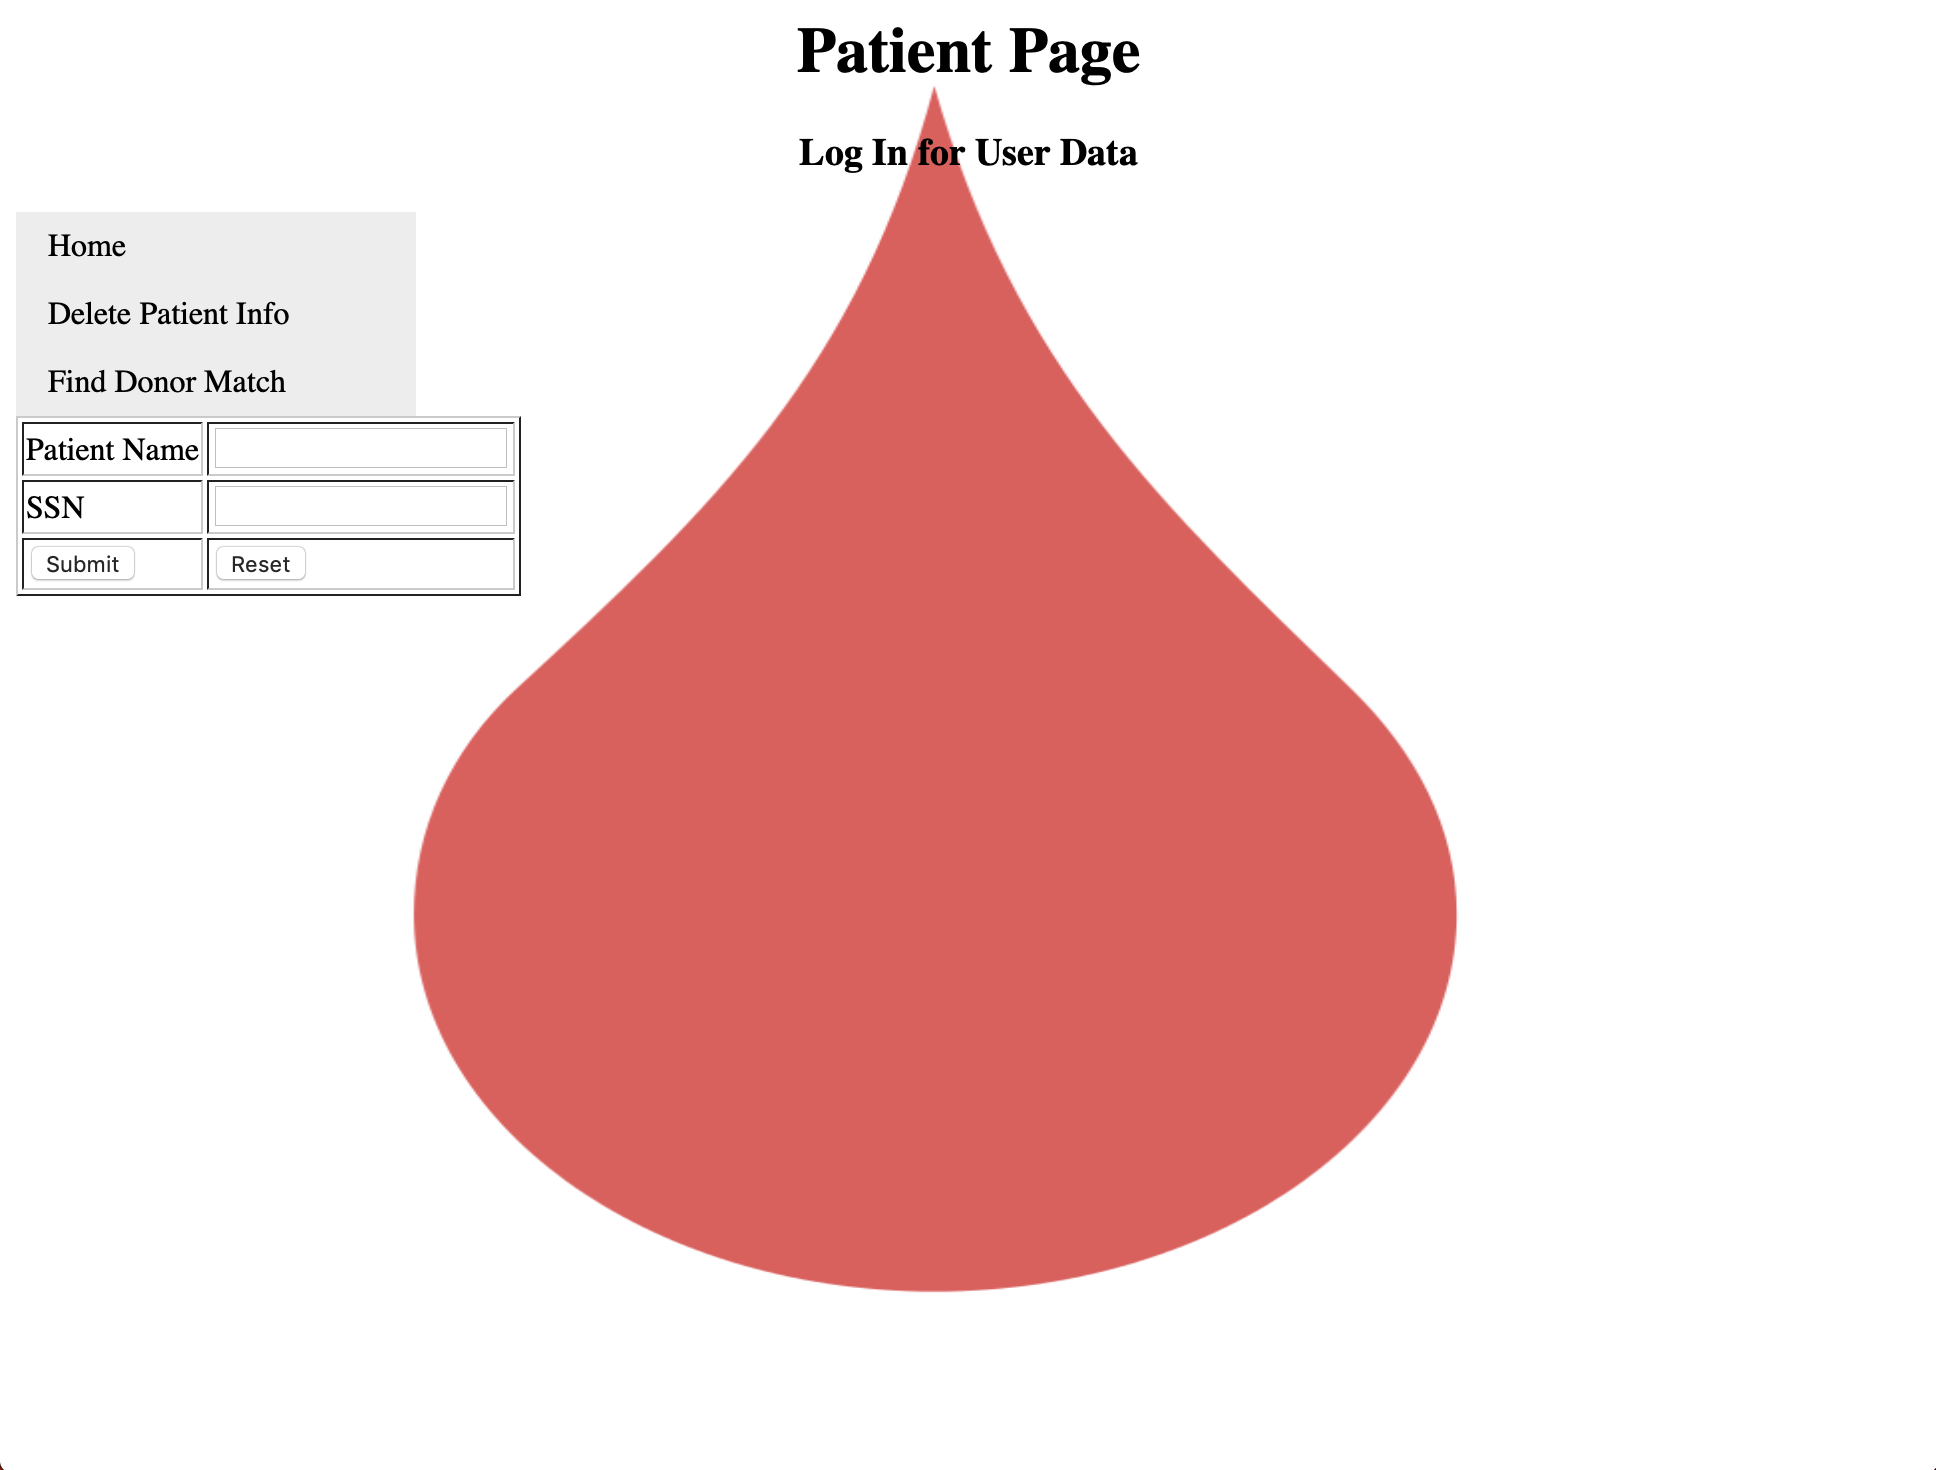 Patient Page
Log In for User Data
Home
Delete Patient Info
Find Donor Match
Patient Name
SSN
Submit Reset